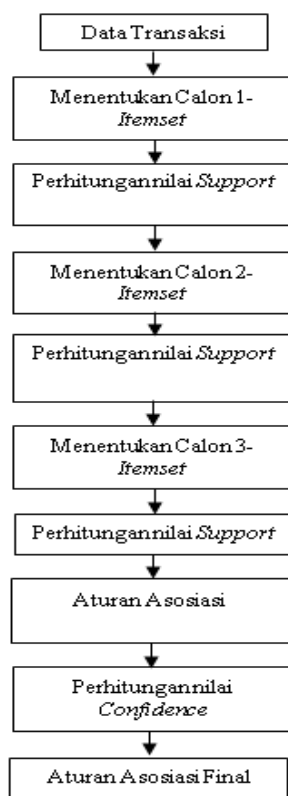 Data Transaksi
Menentukan Calon 1-
Itemset
Perhitungannilai Support
Menentukan Calon 2-
Itemset
Perhitungannilai Support
Menentukan Calon 3-
Itemset
Perhitungannilai Support
Aturan Asosiasi
Perhitungannilai
Confidence
Aturan Asosiasi Final